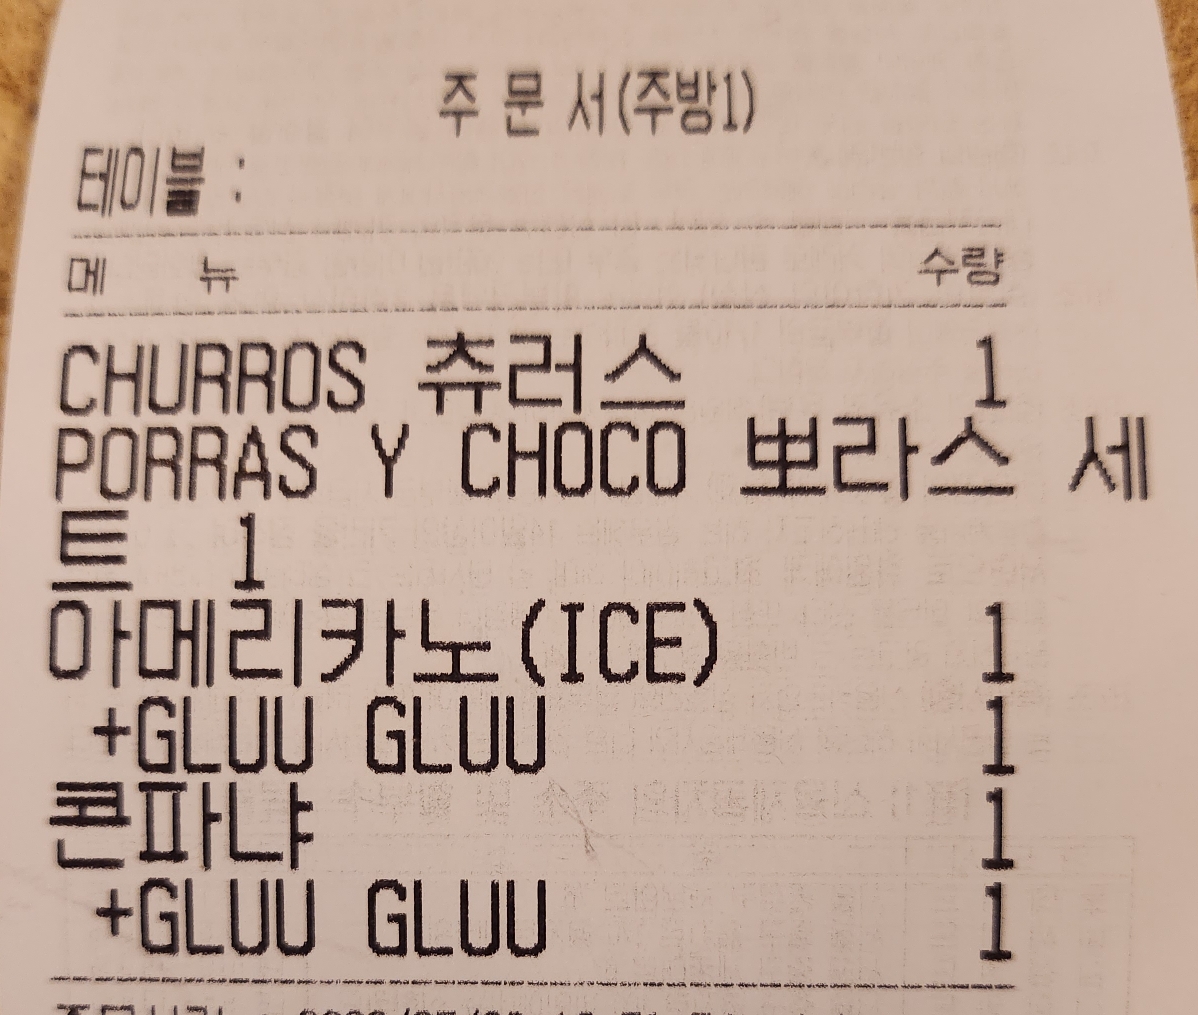 주 문 서(주방1)
테이블 :
메 뉴 수량
CHURROS 츄러스 1
PORRAS Y CHOCO 뽀라스 세
트 1
아메리카노(ICE) 1
+GLUU GLUU 1
콘파냐 1
+GLUU GLUU 1